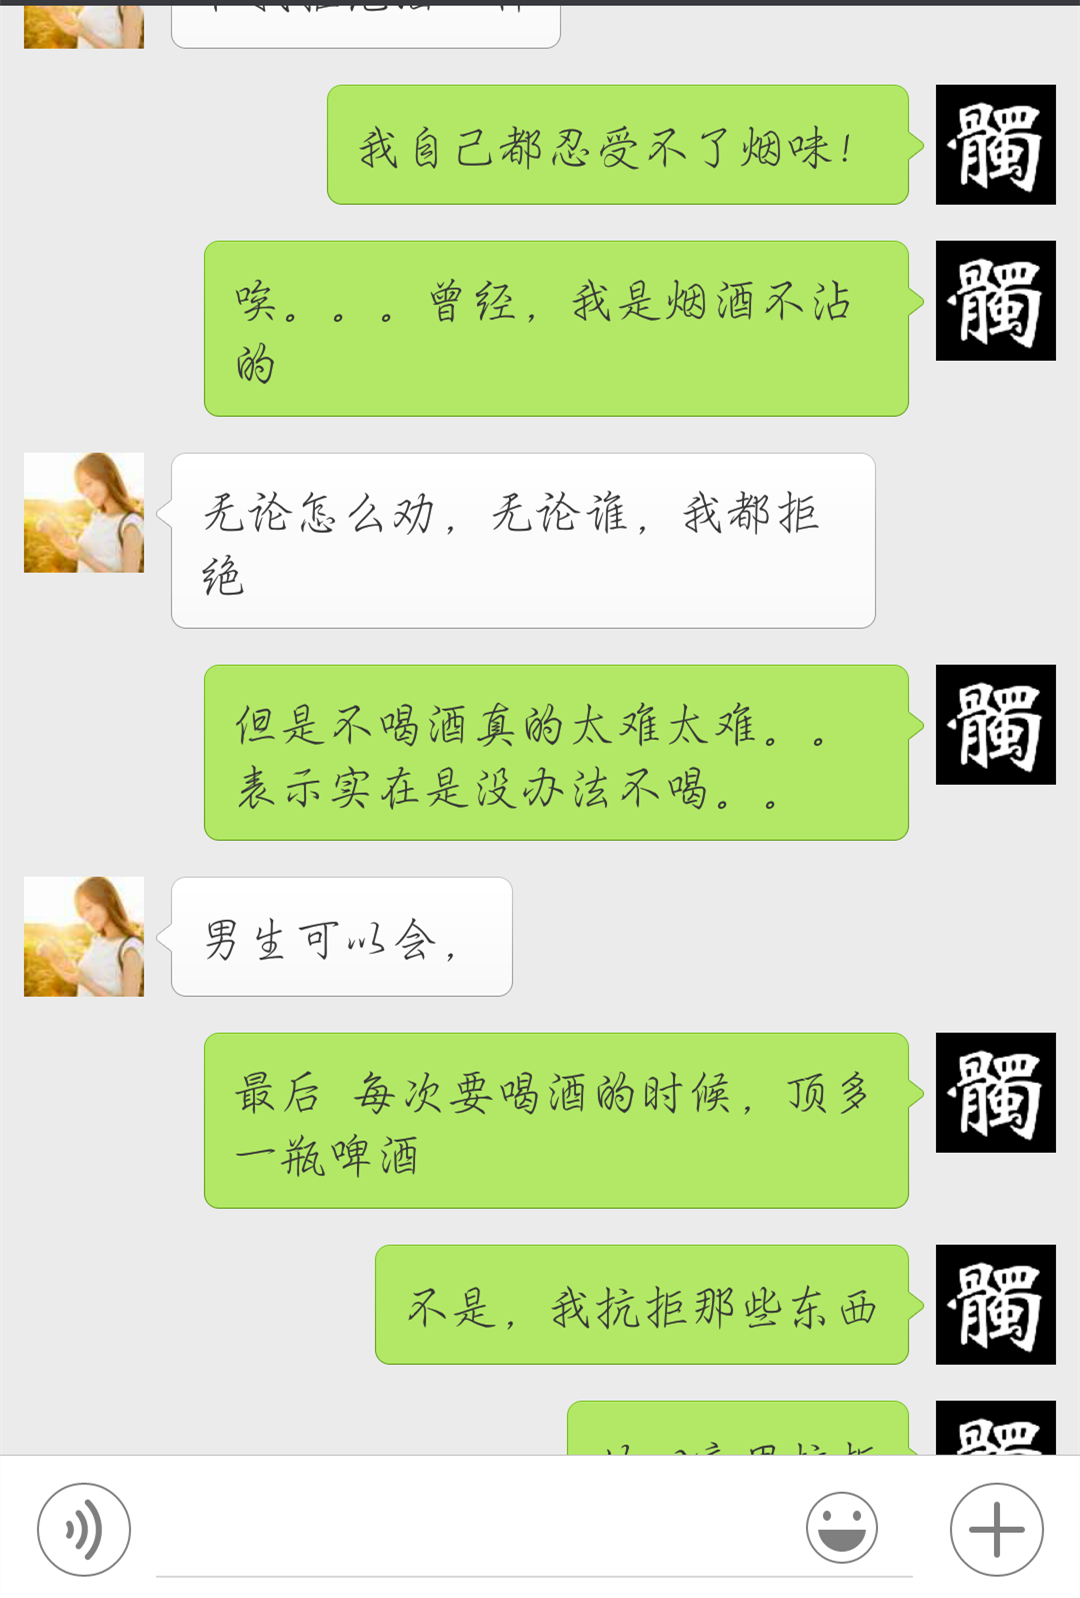 髑
我自己都忍受不了烟味!
髑
唉。。。曾经，我是烟酒不沾
的
无论怎么劝，无论谁，我都拒
绝
髑
但是不喝酒真的太难太难。。
表示实在是没办法不喝。。
男生可以会，
髑
最后 每次要喝酒的时候，顶多
一瓶啤酒
髑
不是，我抗拒那些东西